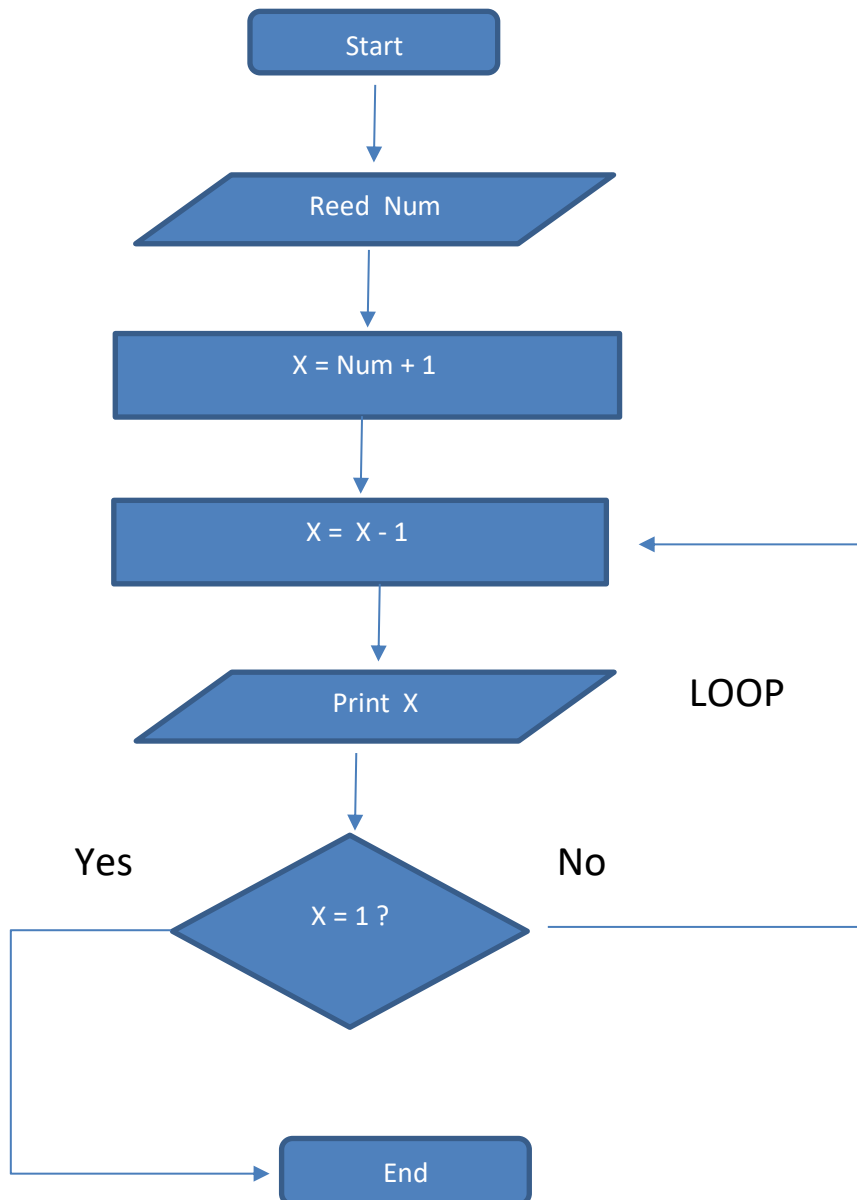 Start
Reed Num
X = Num + 1
X = X - 1
Print X
LOOP
Yes
No
X = 1 ?
End